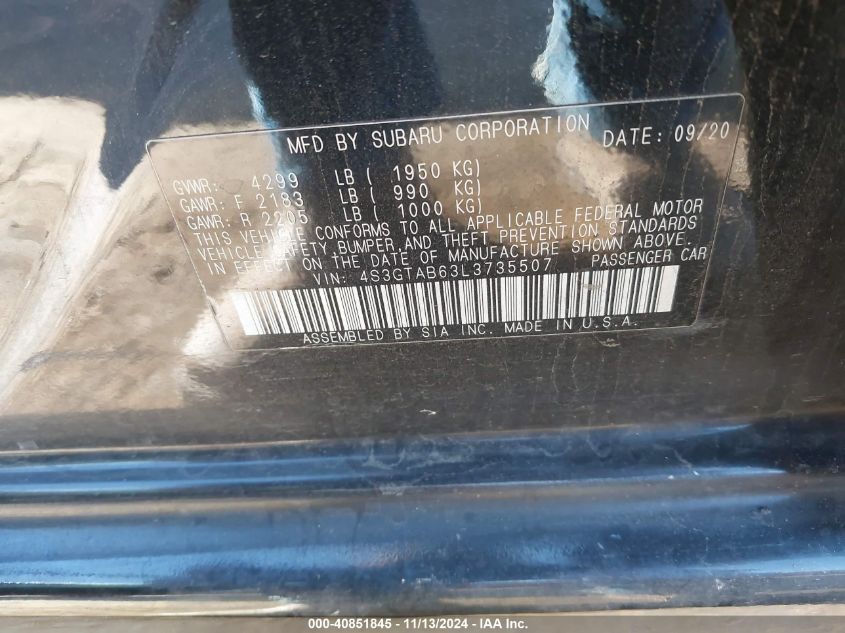 MFD BY SUBARU CORPORATION DATE: 09/20
GVWR: 4299 LB ( 1950 KG)
GAWR: F 2183 LB ( 990 KG)
GAWR: R 2205 LB ( 1000 KG)
THIS VEHICLE CONFORMS TO ALL APPLICABLE FEDERAL MOTOR
VEHICLE SAFETY, BUMPER, AND THEFT PREVENTION STANDARDS
IN EFFECT ON THE DATE OF MANUFACTURE SHOWN ABOVE.
VIN: 4S3GTAB63L3735507 PASSENGER CAR
ASSEMBLED BY SIA INC. MADE IN U.S.A.
000-40851845 - 11/13/2024 - IAA Inc.